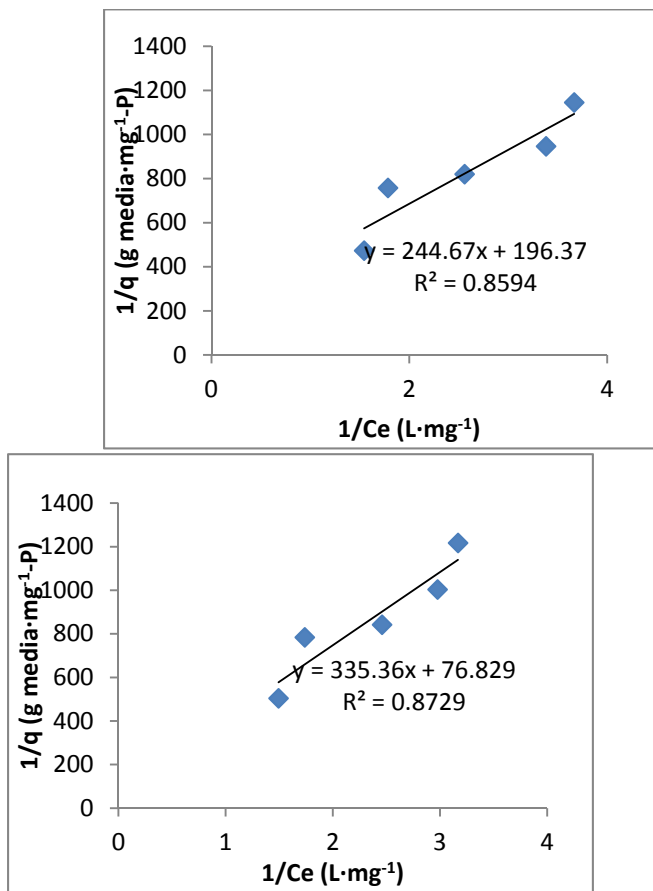 1400
1200
1000
800
600
400
200
0
1/q (g media·mg⁻¹-P)
y = 244.67x + 196.37
R² = 0.8594
0 2 4
1/Ce (L·mg⁻¹)
1400
1200
1000
800
600
400
200
0
1/q (g media·mg⁻¹-P)
y = 335.36x + 76.829
R² = 0.8729
0 1 2 3 4
1/Ce (L·mg⁻¹)